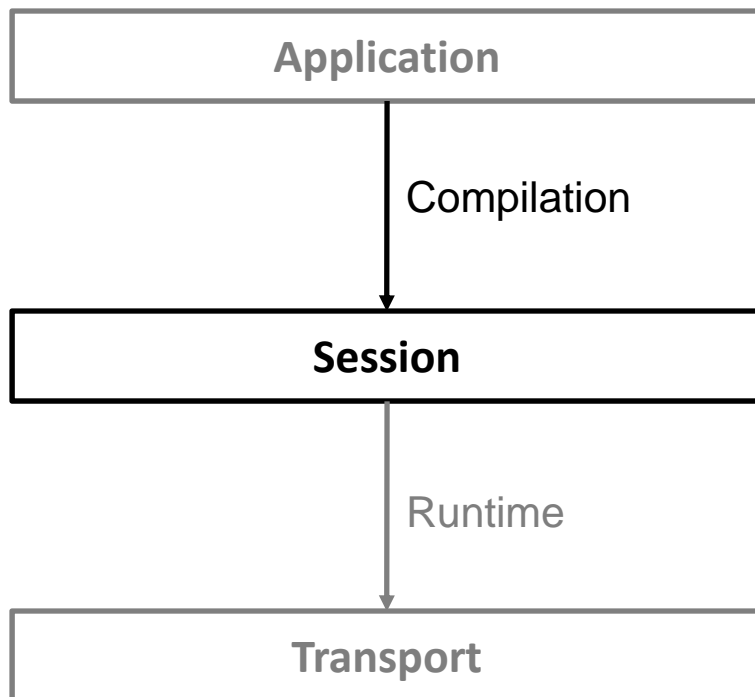 Application
Compilation
Session
Runtime
Transport